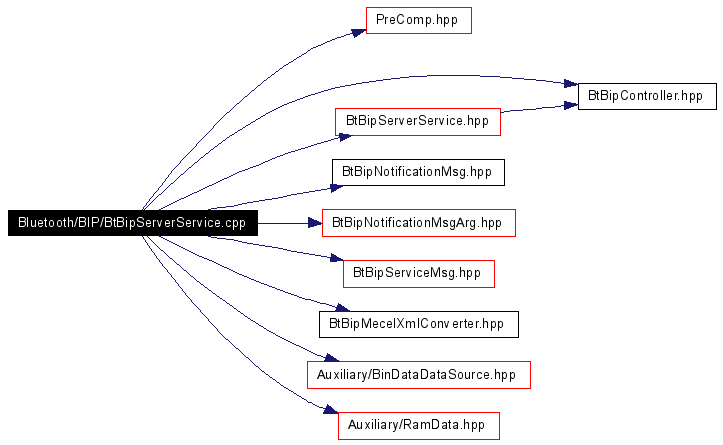 PreComp.hpp
BtBipController.hpp
BtBipServerService.hpp
BtBipNotificationMsg.hpp
Bluetooth/BIP/BtBipServerService.cpp
BtBipNotificationMsgArg.hpp
BtBipServiceMsg.hpp
BtBipMecelXmlConverter.hpp
Auxiliary/BinDataDataSource.hpp
Auxiliary/RamData.hpp